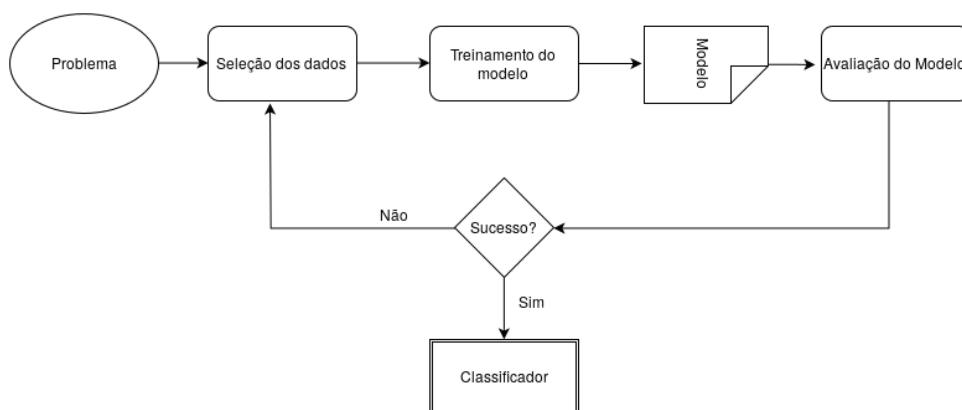 Problema
Seleção dos dados
Treinamento do
modelo
Modelo
Avaliação do Modelo
Não
Sucesso?
Sim
Classificador